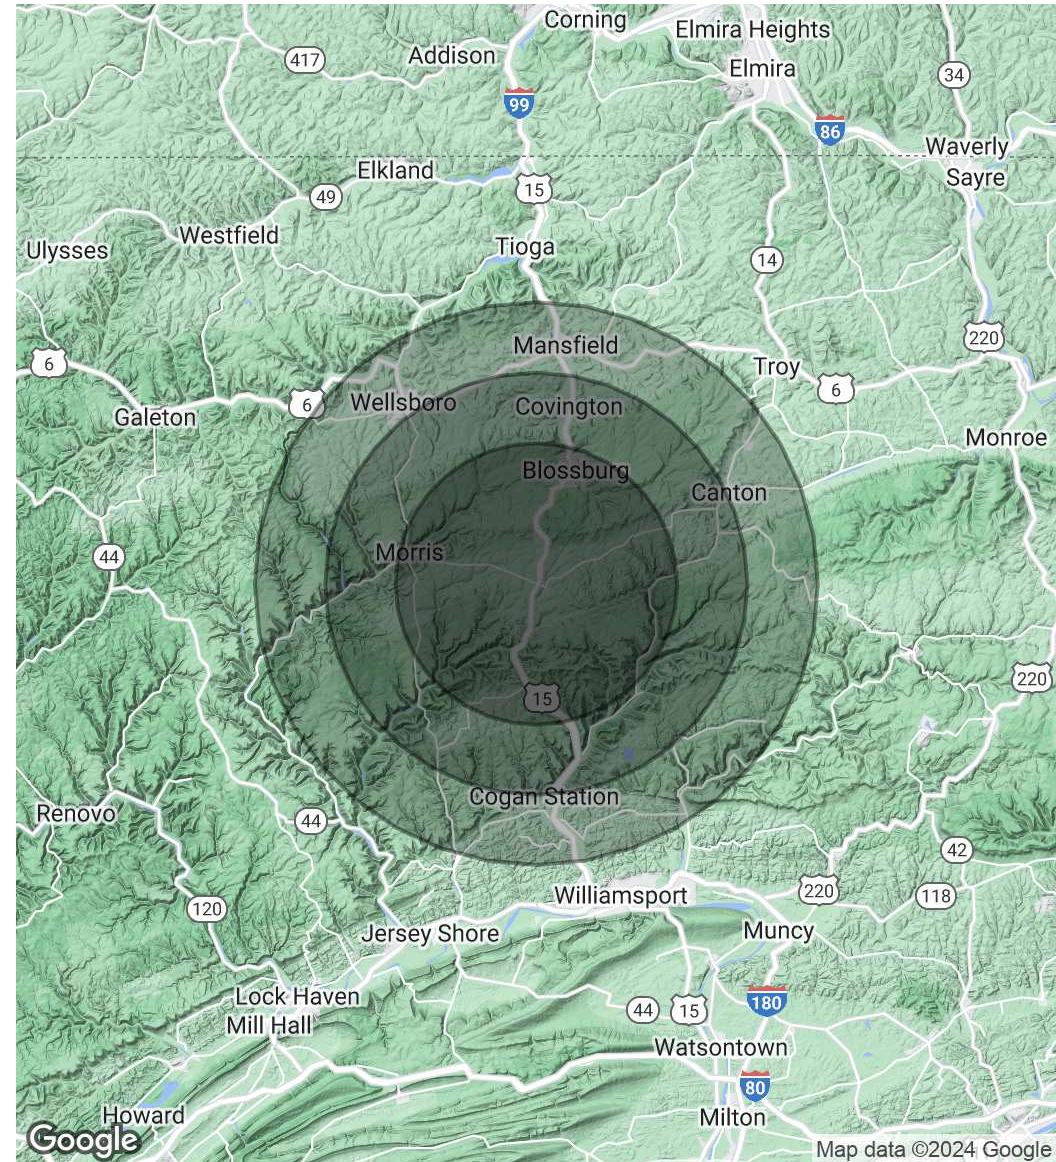 Corning
Elmira Heights
417
Addison
Elmira
34
99
86
Waverly
Elkland
Sayre
15
49
Westfield
Ulysses
Tioga
14
220
6
Mansfield
Troy
6
6
Wellsboro
Covington
Galeton
Monroe
Blossburg
Canton
44
Morris
220
15
Cogan Station
Renovo
44
42
Williamsport
220
118
120
Jersey Shore
Muncy
Lock Haven
180
44
15
Mill Hall
Watsontown
80
Howard
Milton
Google
Map data ©2024 Google